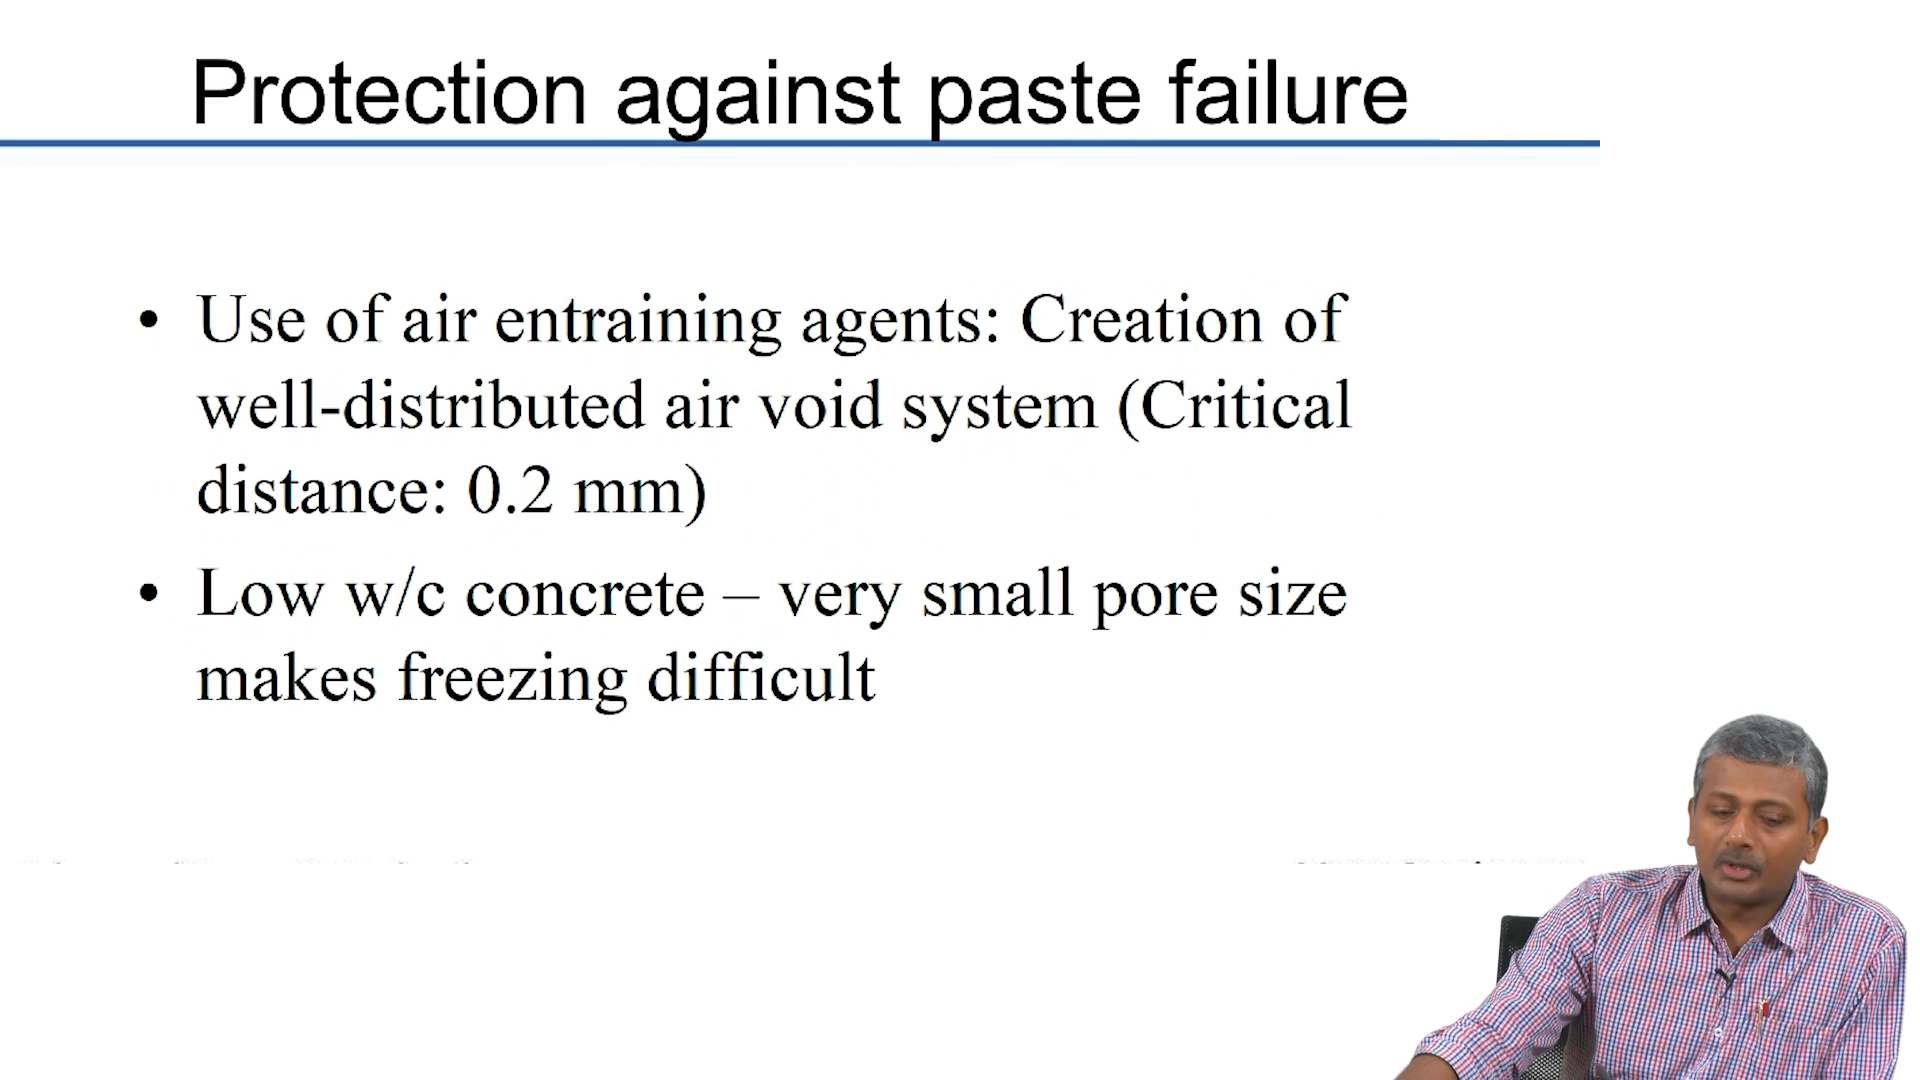 Protection against paste failure
• Use of air entraining agents: Creation of
well-distributed air void system (Critical
distance: 0.2 mm)
• Low w/c concrete – very small pore size
makes freezing difficult